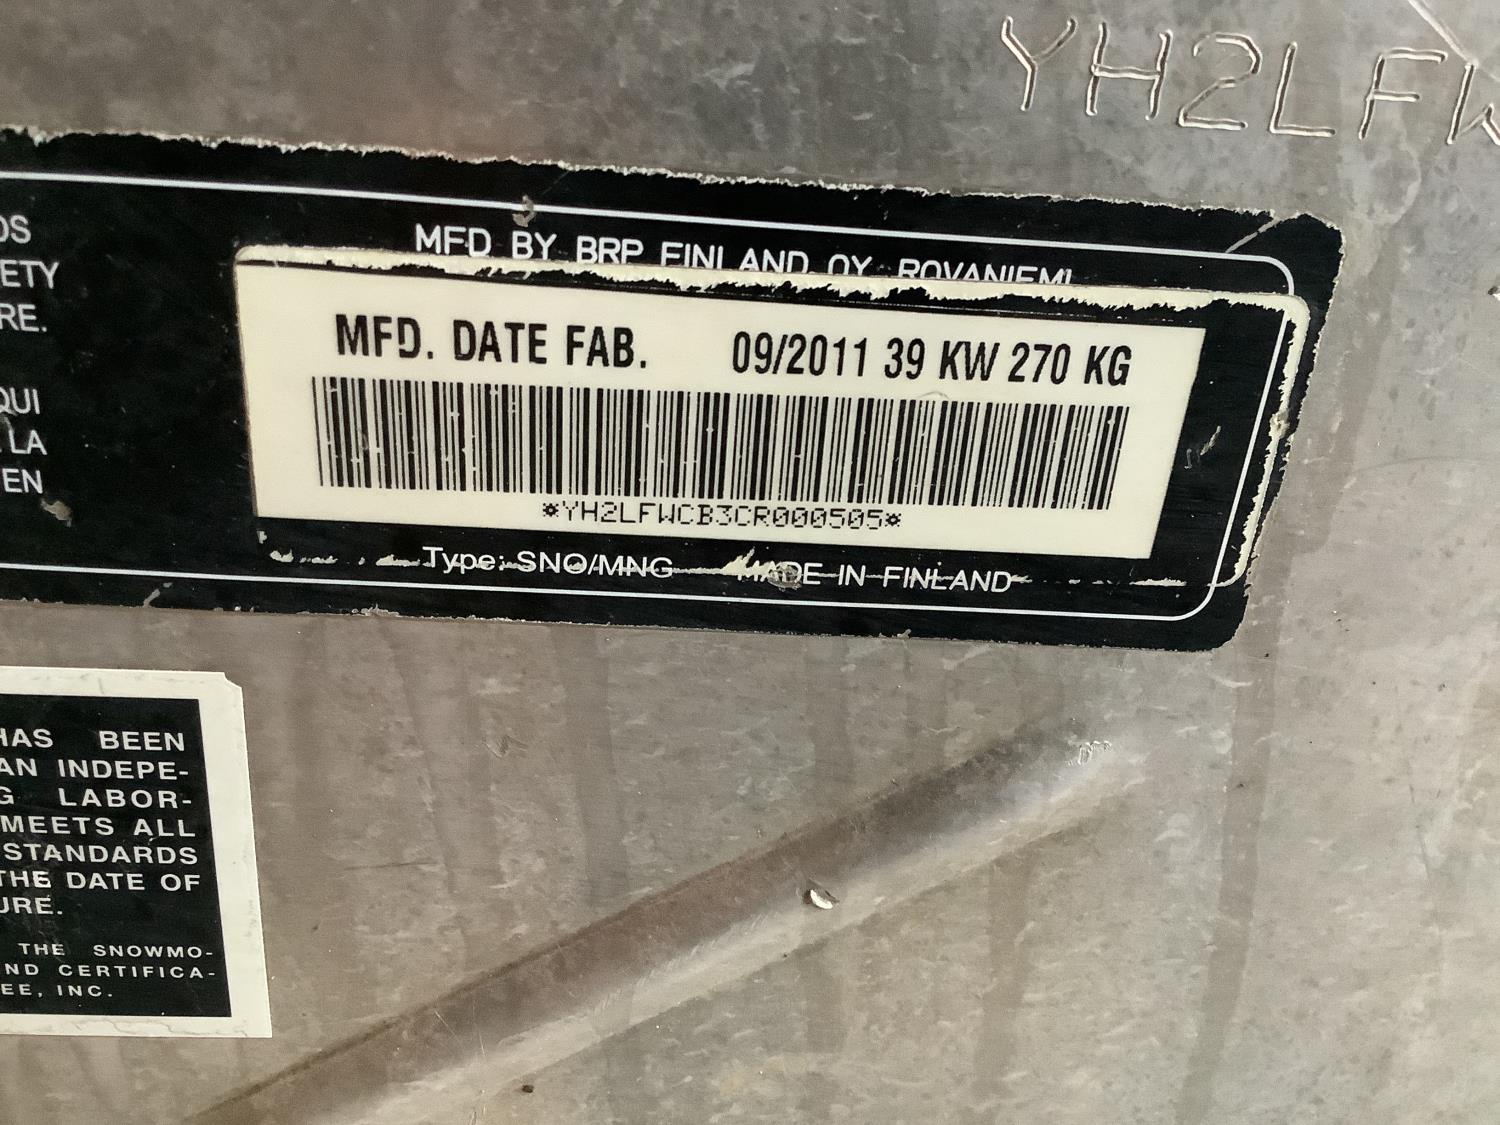 YH2LFW
OS
ETY
RE.
QUI
LA
EN
MFD BY BRP FINLAND OY ROVANIEMI
MFD. DATE FAB. 09/2011 39 KW 270 KG
*YH2LFWCB3CR000505*
Type: SNO/MNG MADE IN FINLAND
HAS BEEN
AN INDEPE-
G LABOR-
MEETS ALL
STANDARDS
THE DATE OF
URE.
THE SNOWMO-
ND CERTIFICA-
EE, INC.